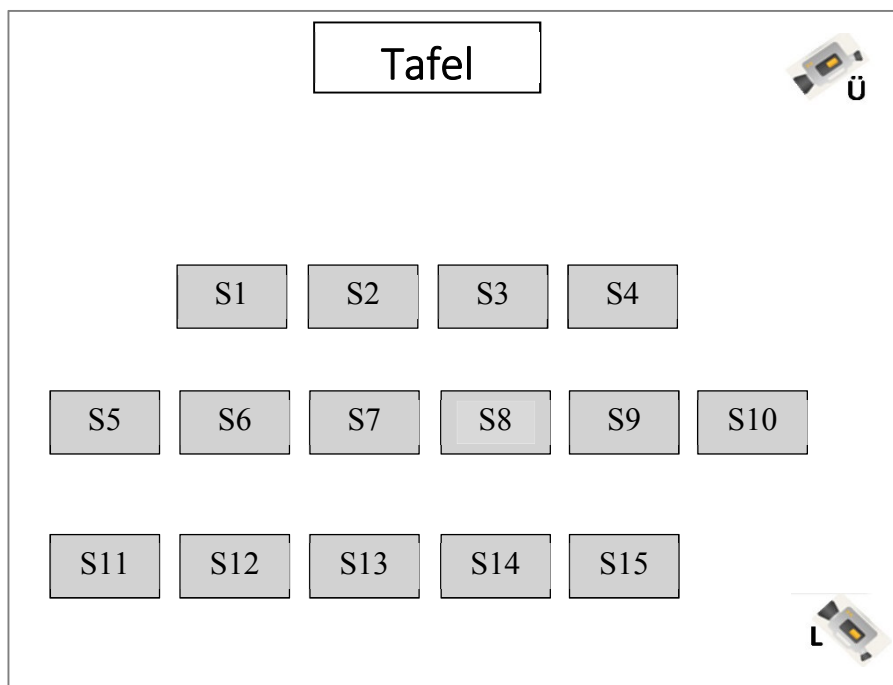 Tafel
Ü
S1 S2 S3 S4
S5 S6 S7 S8 S9 S10
S11 S12 S13 S14 S15
L